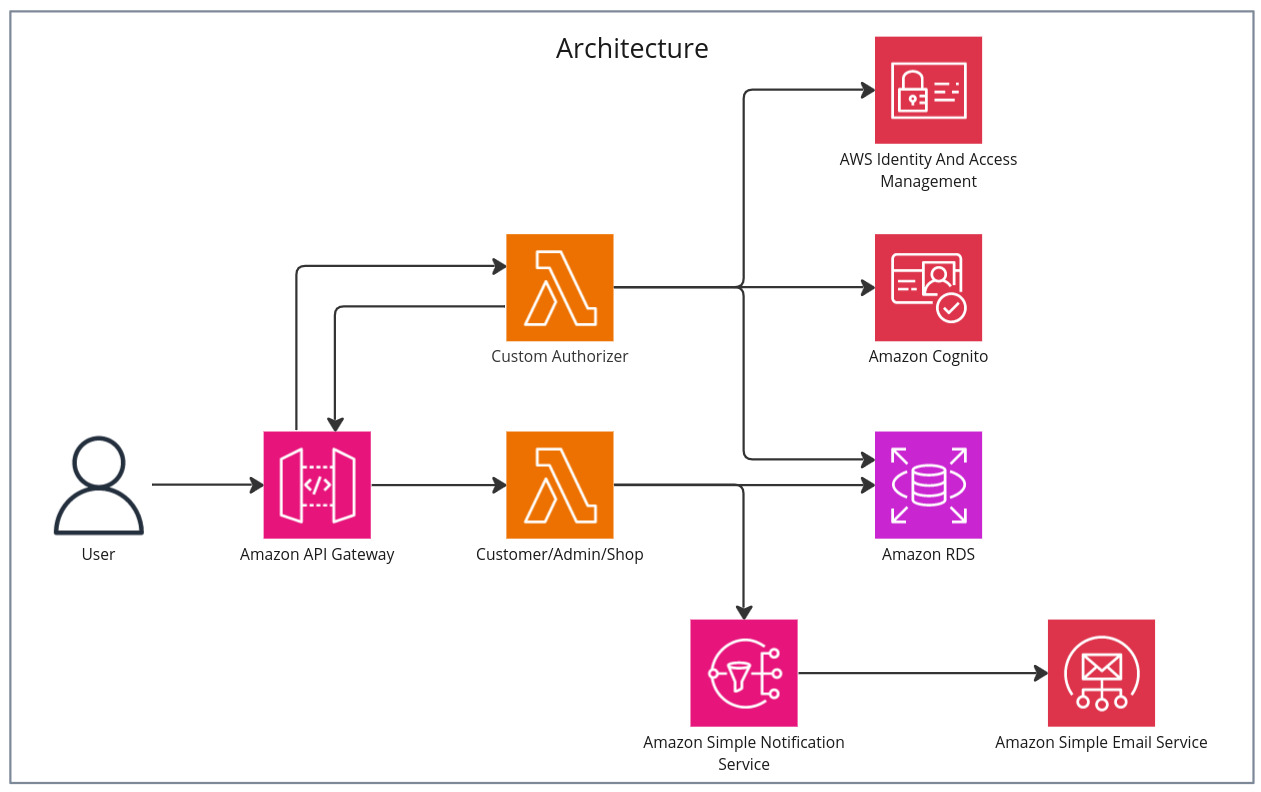 Architecture
AWS Identity And Access
Management
Custom Authorizer
Amazon Cognito
User
Amazon API Gateway
Customer/Admin/Shop
Amazon RDS
Amazon Simple Notification
Service
Amazon Simple Email Service